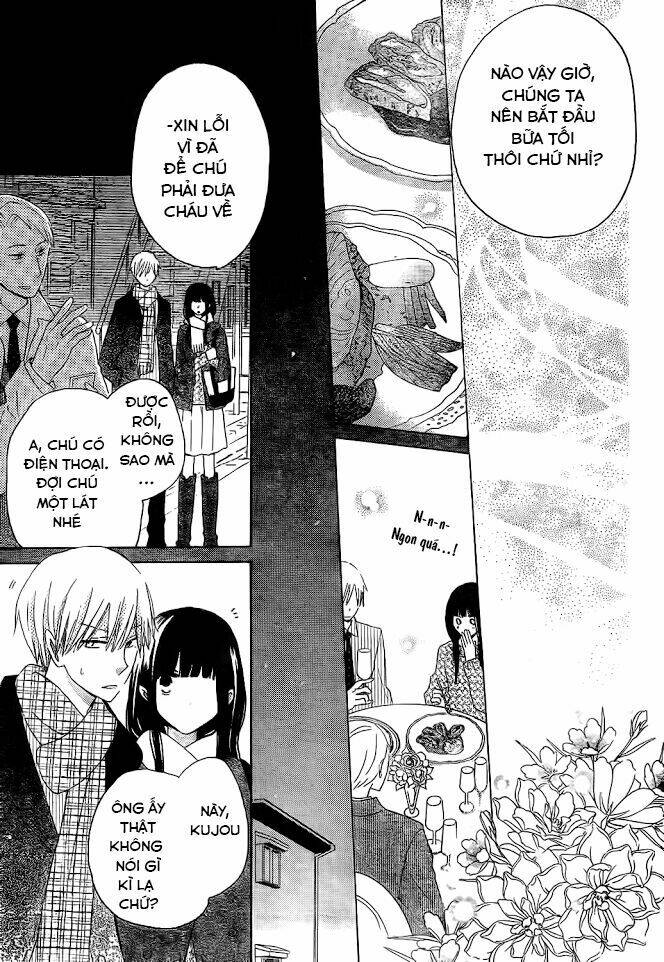 NÀO VẬY GIỜ,
CHÚNG TA
NÊN BẮT ĐẦU
BỮA TỐI
THÔI CHỨ NHỈ?
N-n-n-
Ngon quá...!
-XIN LỖI
VÌ ĐÃ
ĐỂ CHÚ
PHẢI ĐƯA
CHÁU VỀ
ĐƯỢC
RỒI,
KHÔNG
SAO MÀ
...
A, CHÚ CÓ
ĐIỆN THOẠI.
ĐỢI CHÚ
MỘT LÁT
NHÉ
NÀY,
KUJOU
ÔNG ẤY
THẬT
KHÔNG
NÓI GÌ
KÌ LẠ
CHỨ?